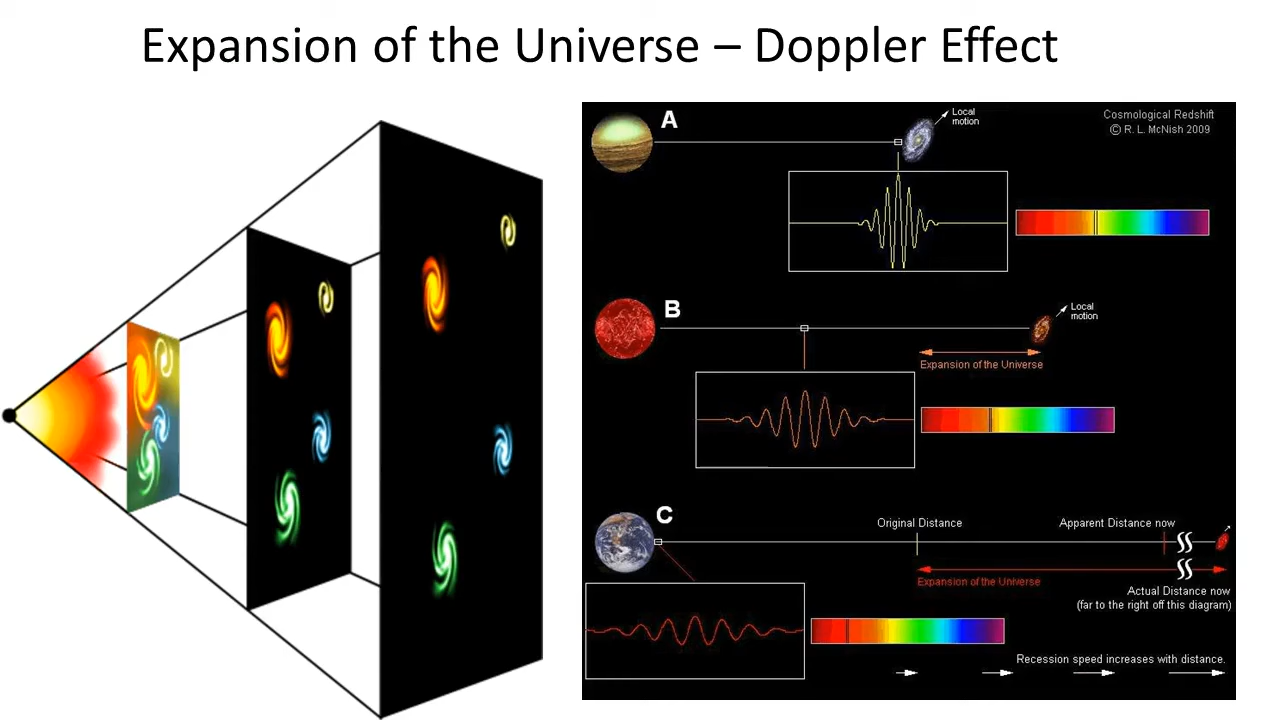 Expansion of the Universe – Doppler Effect
A
Local
motion
Cosmological Redshift
© R. L. McNish 2009
B
Local
motion
Expansion of the Universe
C
Original Distance
Apparent Distance now
Expansion of the Universe
Actual Distance now
(far to the right off this diagram)
Recession speed increases with distance.